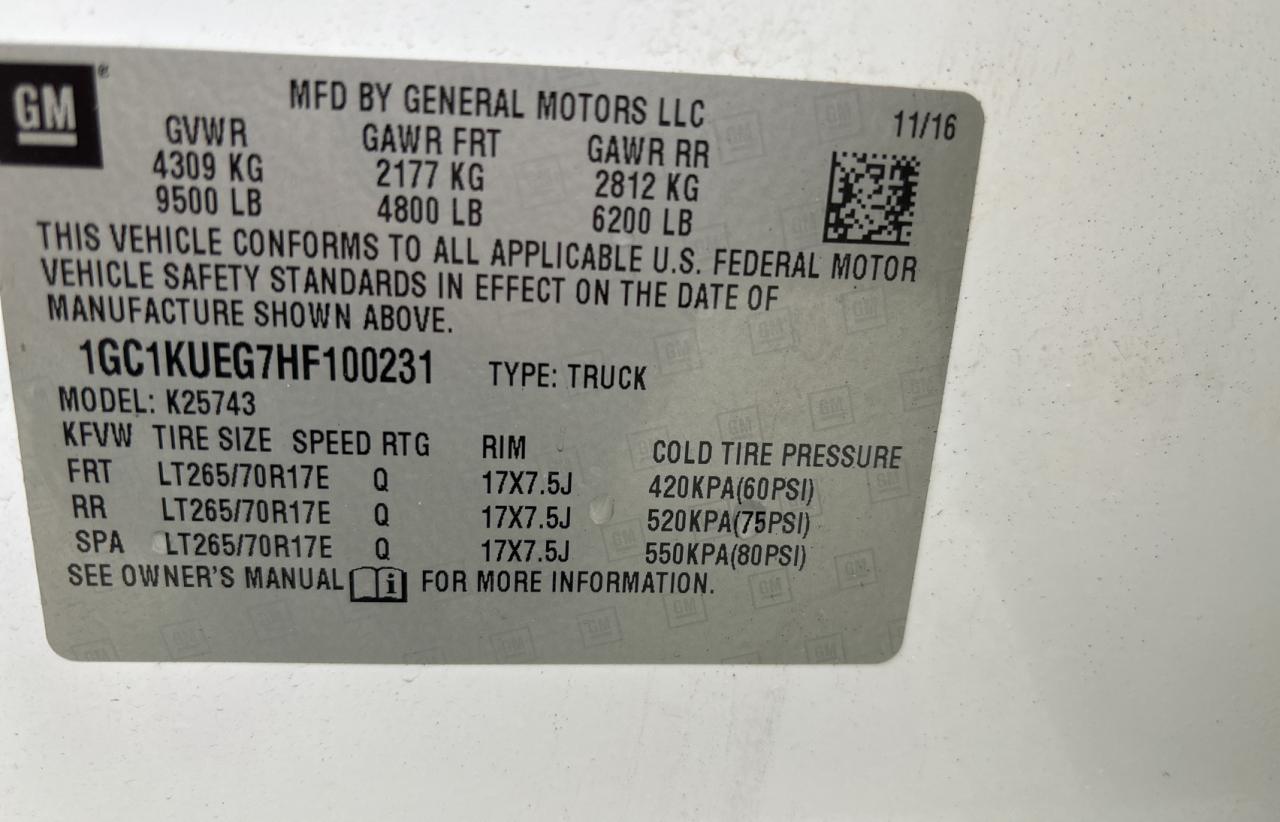 GM®
MFD BY GENERAL MOTORS LLC 11/16
GVWR GAWR FRT GAWR RR
4309 KG 2177 KG 2812 KG
9500 LB 4800 LB 6200 LB
THIS VEHICLE CONFORMS TO ALL APPLICABLE U.S. FEDERAL MOTOR
VEHICLE SAFETY STANDARDS IN EFFECT ON THE DATE OF
MANUFACTURE SHOWN ABOVE.
1GC1KUEG7HF100231 TYPE: TRUCK
MODEL: K25743
KFVW TIRE SIZE SPEED RTG RIM COLD TIRE PRESSURE
FRT LT265/70R17E Q 17X7.5J 420KPA(60PSI)
RR LT265/70R17E Q 17X7.5J 520KPA(75PSI)
SPA LT265/70R17E Q 17X7.5J 550KPA(80PSI)
SEE OWNER'S MANUAL i FOR MORE INFORMATION.